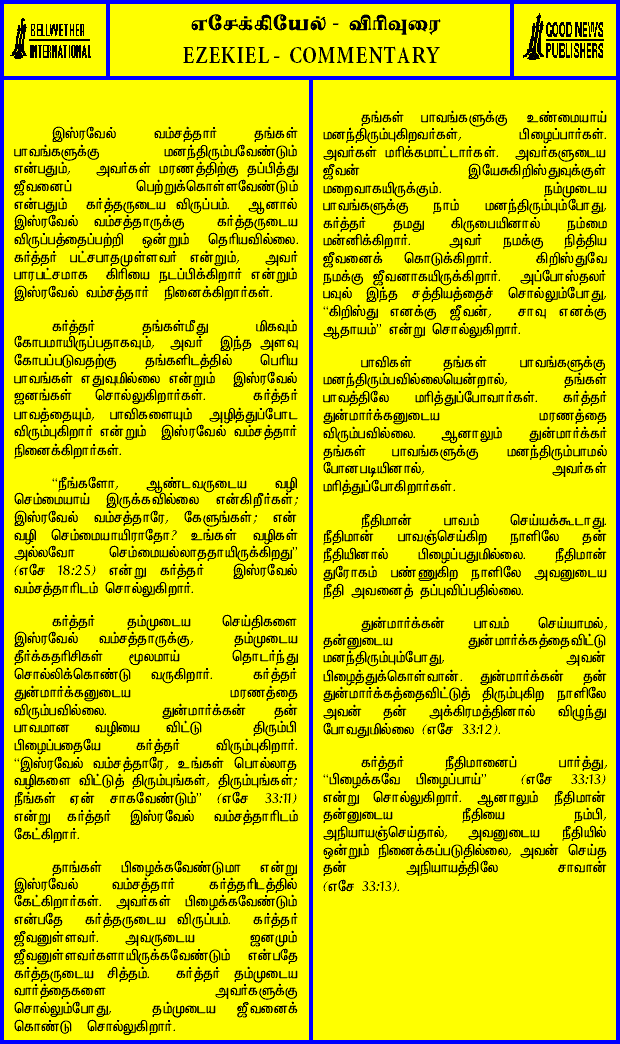 BELLWETHER
INTERNATIONAL
எசேக்கியேல் - விரிவுரை
EZEKIEL - COMMENTARY
GOOD NEWS
PUBLISHERS
இஸ்ரவேல் வம்சத்தார் தங்கள்
பாவங்களுக்கு மனந்திரும்பவேண்டும்
என்பதும், அவர்கள் மரணத்திற்கு தப்பித்து
ஜீவனைப் பெற்றுக்கொள்ளவேண்டும்
என்பதும் கர்த்தருடைய விருப்பம். ஆனால்
இஸ்ரவேல் வம்சத்தாருக்கு கர்த்தருடைய
விருப்பத்தைப்பற்றி ஒன்றும் தெரியவில்லை.
கர்த்தர் பட்சபாதமுள்ளவர் என்றும், அவர்
பாரபட்சமாக கிரியை நடப்பிக்கிறார் என்றும்
இஸ்ரவேல் வம்சத்தார் நினைக்கிறார்கள்.
கர்த்தர் தங்கள்மீது மிகவும்
கோபமாயிருப்பதாகவும், அவர் இந்த அளவு
கோபப்படுவதற்கு தங்களிடத்தில் பெரிய
பாவங்கள் எதுவுமில்லை என்றும் இஸ்ரவேல்
ஜனங்கள் சொல்லுகிறார்கள். கர்த்தர்
பாவத்தையும், பாவிகளையும் அழித்துப்போட
விரும்புகிறார் என்றும் இஸ்ரவேல் வம்சத்தார்
நினைக்கிறார்கள்.
“நீங்களோ, ஆண்டவருடைய வழி
செம்மையாய் இருக்கவில்லை என்கிறீர்கள்;
இஸ்ரவேல் வம்சத்தாரே, கேளுங்கள்; என்
வழி செம்மையாயிராதோ? உங்கள் வழிகள்
அல்லவோ செம்மையல்லாததாயிருக்கிறது”
(எசே 18:25) என்று கர்த்தர் இஸ்ரவேல்
வம்சத்தாரிடம் சொல்லுகிறார்.
கர்த்தர் தம்முடைய செய்திகளை
இஸ்ரவேல் வம்சத்தாருக்கு, தம்முடைய
தீர்க்கதரிசிகள் மூலமாய் தொடர்ந்து
சொல்லிக்கொண்டு வருகிறார். கர்த்தர்
துன்மார்க்கனுடைய மரணத்தை
விரும்பவில்லை. துன்மார்க்கன் தன்
பாவமான வழியை விட்டு திரும்பி
பிழைப்பதையே கர்த்தர் விரும்புகிறார்.
“இஸ்ரவேல் வம்சத்தாரே, உங்கள் பொல்லாத
வழிகளை விட்டுத் திரும்புங்கள், திரும்புங்கள்;
நீங்கள் ஏன் சாகவேண்டும்” (எசே 33:11)
என்று கர்த்தர் இஸ்ரவேல் வம்சத்தாரிடம்
கேட்கிறார்.
தாங்கள் பிழைக்கவேண்டுமா என்று
இஸ்ரவேல் வம்சத்தார் கர்த்தரிடத்தில்
கேட்கிறார்கள். அவர்கள் பிழைக்கவேண்டும்
என்பதே கர்த்தருடைய விருப்பம். கர்த்தர்
ஜீவனுள்ளவர். அவருடைய ஜனமும்
ஜீவனுள்ளவர்களாயிருக்கவேண்டும் என்பதே
கர்த்தருடைய சித்தம். கர்த்தர் தம்முடைய
வார்த்தைகளை அவர்களுக்கு
சொல்லும்போது, தம்முடைய ஜீவனைக்
கொண்டு சொல்லுகிறார்.
தங்கள் பாவங்களுக்கு உண்மையாய்
மனந்திரும்புகிறவர்கள், பிழைப்பார்கள்.
அவர்கள் மரிக்கமாட்டார்கள். அவர்களுடைய
ஜீவன் இயேசுகிறிஸ்துவுக்குள்
மறைவாகயிருக்கும். நம்முடைய
பாவங்களுக்கு நாம் மனந்திரும்பும்போது,
கர்த்தர் தமது கிருபையினால் நம்மை
மன்னிக்கிறார். அவர் நமக்கு நித்திய
ஜீவனைக் கொடுக்கிறார். கிறிஸ்துவே
நமக்கு ஜீவனாகயிருக்கிறார். அப்போஸ்தலர்
பவுல் இந்த சத்தியத்தைச் சொல்லும்போது,
“கிறிஸ்து எனக்கு ஜீவன், சாவு எனக்கு
ஆதாயம்” என்று சொல்லுகிறார்.
பாவிகள் தங்கள் பாவங்களுக்கு
மனந்திரும்பவில்லையென்றால், தங்கள்
பாவத்திலே மரித்துப்போவார்கள். கர்த்தர்
துன்மார்க்கனுடைய மரணத்தை
விரும்பவில்லை. ஆனாலும் துன்மார்க்கர்
தங்கள் பாவங்களுக்கு மனந்திரும்பாமல்
போனபடியினால், அவர்கள்
மரித்துப்போகிறார்கள்.
நீதிமான் பாவம் செய்யக்கூடாது.
நீதிமான் பாவஞ்செய்கிற நாளிலே தன்
நீதியினால் பிழைப்பதுமில்லை. நீதிமான்
துரோகம் பண்ணுகிற நாளிலே அவனுடைய
நீதி அவனைத் தப்புவிப்பதில்லை.
துன்மார்க்கன் பாவம் செய்யாமல்,
தன்னுடைய துன்மார்க்கத்தைவிட்டு
மனந்திரும்பும்போது, அவன்
பிழைத்துக்கொள்வான். துன்மார்க்கன் தன்
துன்மார்க்கத்தைவிட்டுத் திரும்புகிற நாளிலே
அவன் தன் அக்கிரமத்தினால் விழுந்து
போவதுமில்லை (எசே 33:12).
கர்த்தர் நீதிமானைப் பார்த்து,
“பிழைக்கவே பிழைப்பாய்” (எசே 33:13)
என்று சொல்லுகிறார். ஆனாலும் நீதிமான்
தன்னுடைய நீதியை நம்பி,
அநியாயஞ்செய்தால், அவனுடைய நீதியில்
ஒன்றும் நினைக்கப்படுதில்லை, அவன் செய்த
தன் அநியாயத்திலே சாவான்
(எசே 33:13).